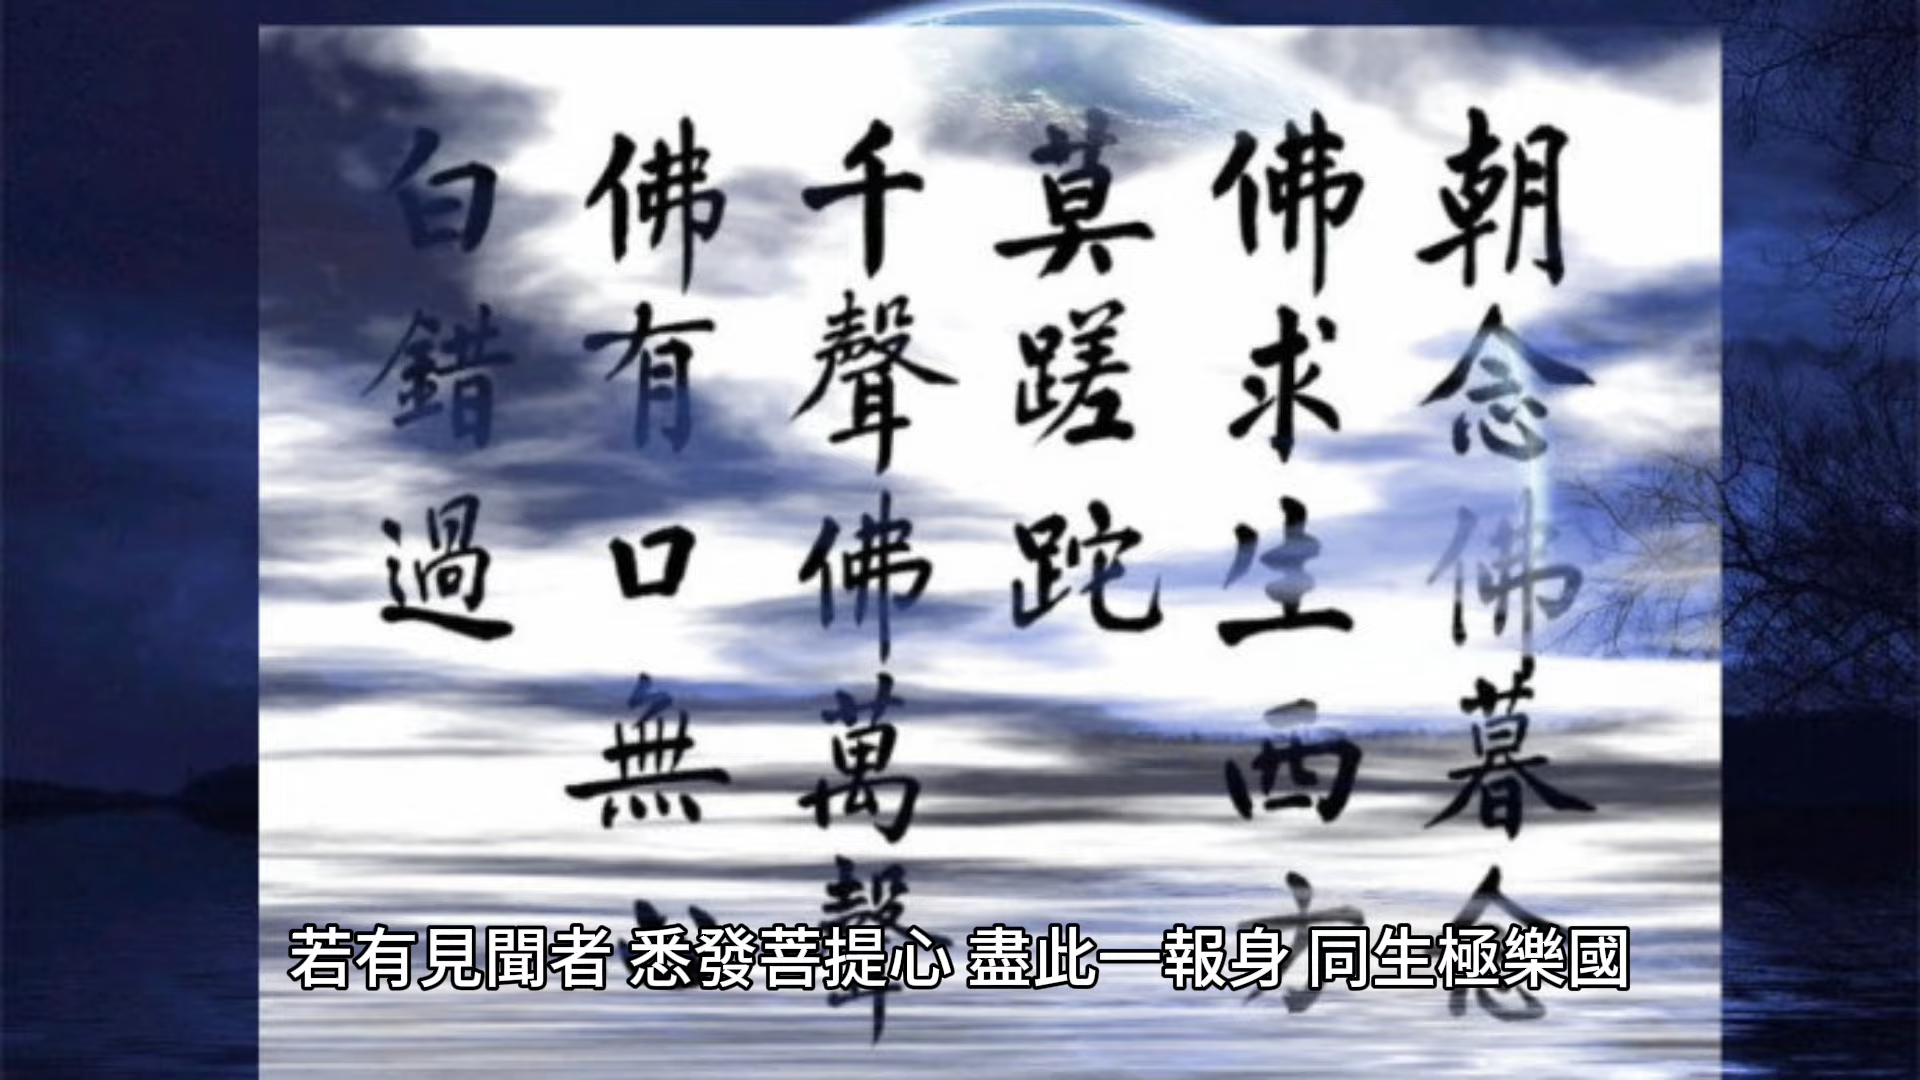 朝念佛暮念
佛求生西方
莫蹉跎
千聲佛萬聲
佛有口無心
白錯過
若有見聞者 悉發菩提心 盡此一報身 同生極樂國